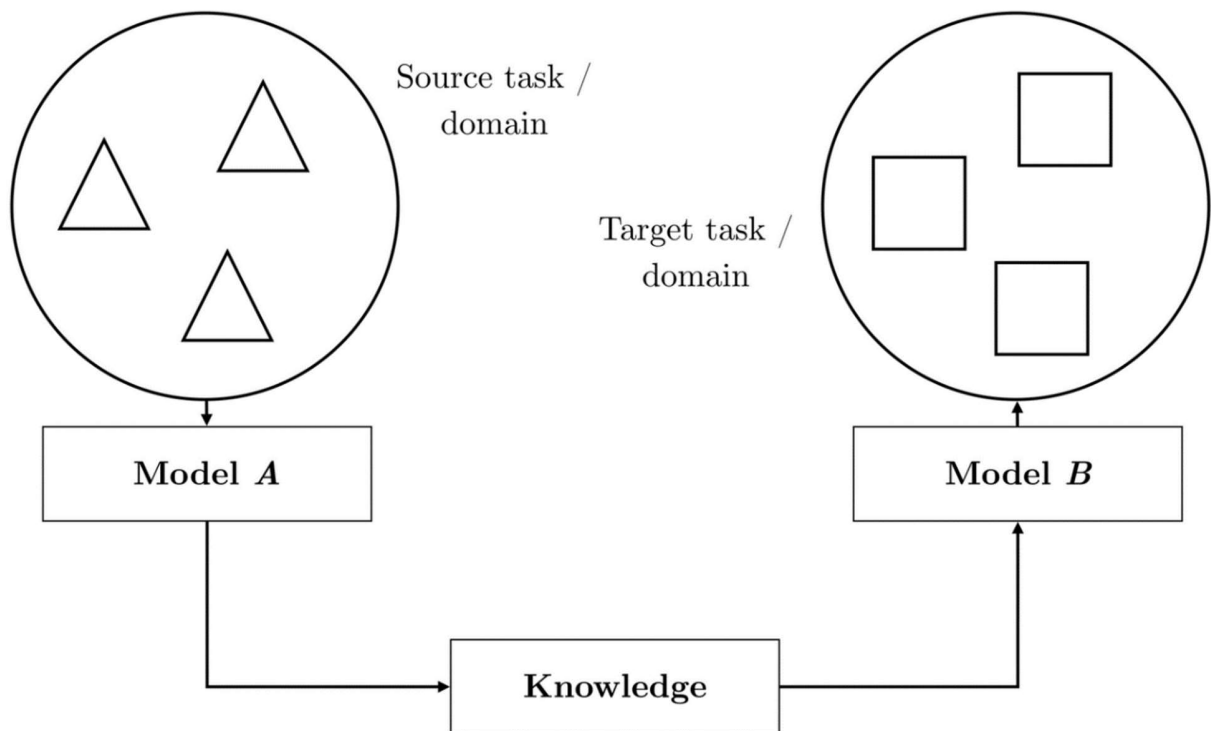 Source task /
domain
Target task /
domain
Model A
Model B
Knowledge